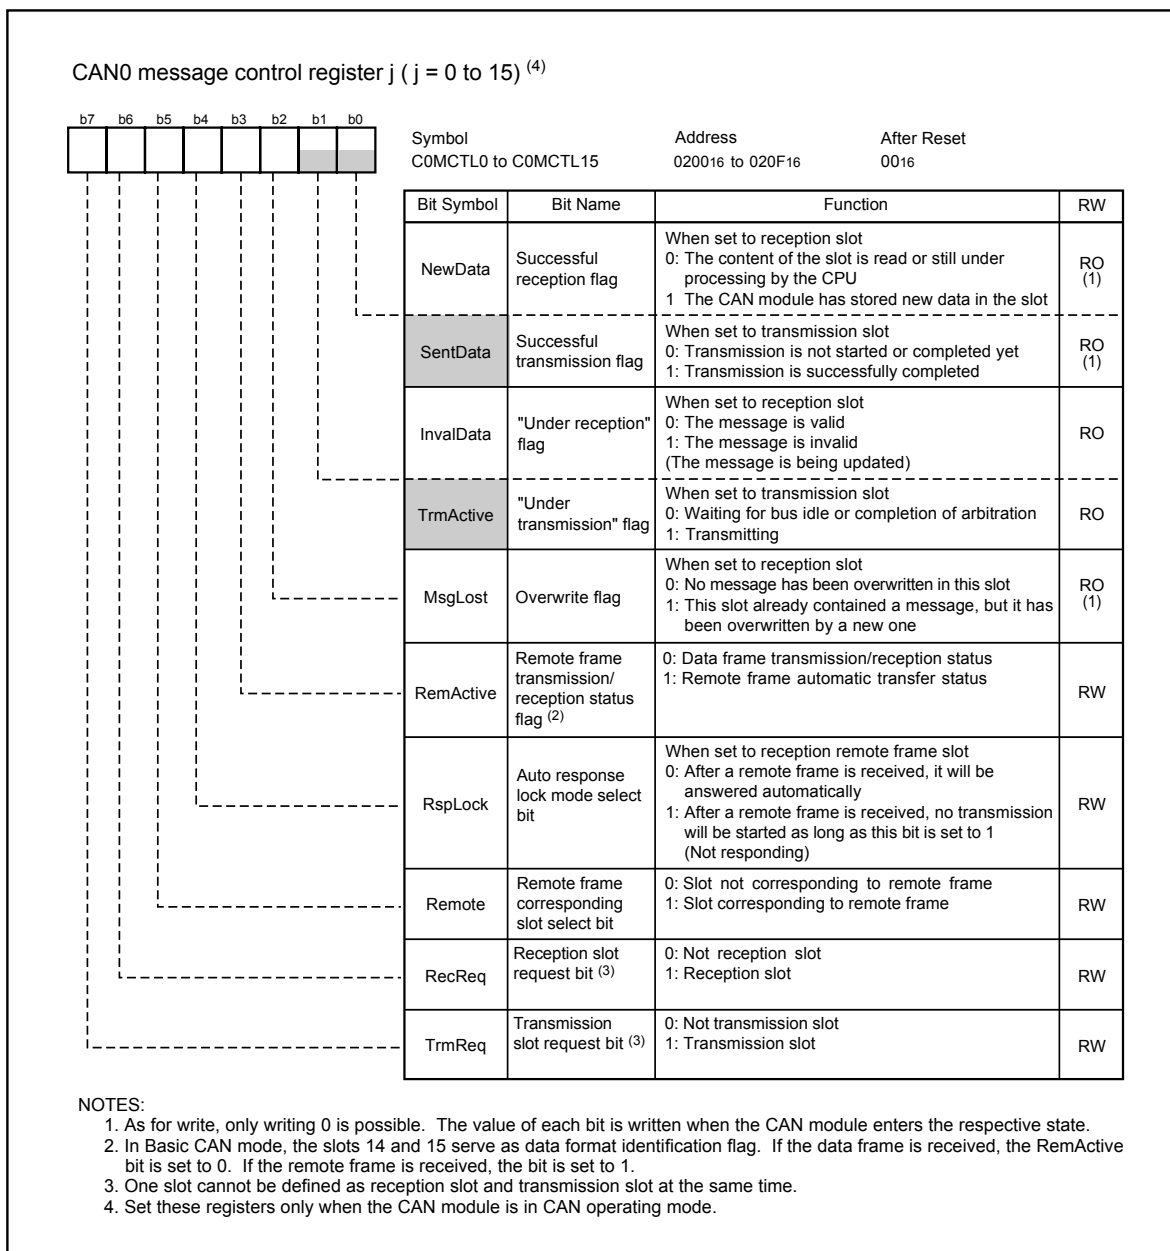 CAN0 message control register j ( j = 0 to 15) (4)
b7 b6 b5 b4 b3 b2 b1 b0
Symbol Address After Reset
C0MCTL0 to C0MCTL15 020016 to 020F16 0016
Bit Symbol Bit Name Function RW
NewData
Successful
reception flag
When set to reception slot
0: The content of the slot is read or still under
processing by the CPU
1 The CAN module has stored new data in the slot
RO
(1)
SentData
Successful
transmission flag
When set to transmission slot
0: Transmission is not started or completed yet
1: Transmission is successfully completed
RO
(1)
InvalData
"Under reception"
flag
When set to reception slot
0: The message is valid
1: The message is invalid
(The message is being updated)
RO
TrmActive
"Under
transmission" flag
When set to transmission slot
0: Waiting for bus idle or completion of arbitration
1: Transmitting
RO
MsgLost
Overwrite flag
When set to reception slot
0: No message has been overwritten in this slot
1: This slot already contained a message, but it has
been overwritten by a new one
RO
(1)
RemActive
Remote frame
transmission/
reception status
flag (2)
0: Data frame transmission/reception status
1: Remote frame automatic transfer status
RW
RspLock
Auto response
lock mode select
bit
When set to reception remote frame slot
0: After a remote frame is received, it will be
answered automatically
1: After a remote frame is received, no transmission
will be started as long as this bit is set to 1
(Not responding)
RW
Remote
Remote frame
corresponding
slot select bit
0: Slot not corresponding to remote frame
1: Slot corresponding to remote frame
RW
RecReq
Reception slot
request bit (3)
0: Not reception slot
1: Reception slot
RW
TrmReq
Transmission
slot request bit (3)
0: Not transmission slot
1: Transmission slot
RW
NOTES:
1. As for write, only writing 0 is possible. The value of each bit is written when the CAN module enters the respective state.
2. In Basic CAN mode, the slots 14 and 15 serve as data format identification flag. If the data frame is received, the RemActive
bit is set to 0. If the remote frame is received, the bit is set to 1.
3. One slot cannot be defined as reception slot and transmission slot at the same time.
4. Set these registers only when the CAN module is in CAN operating mode.